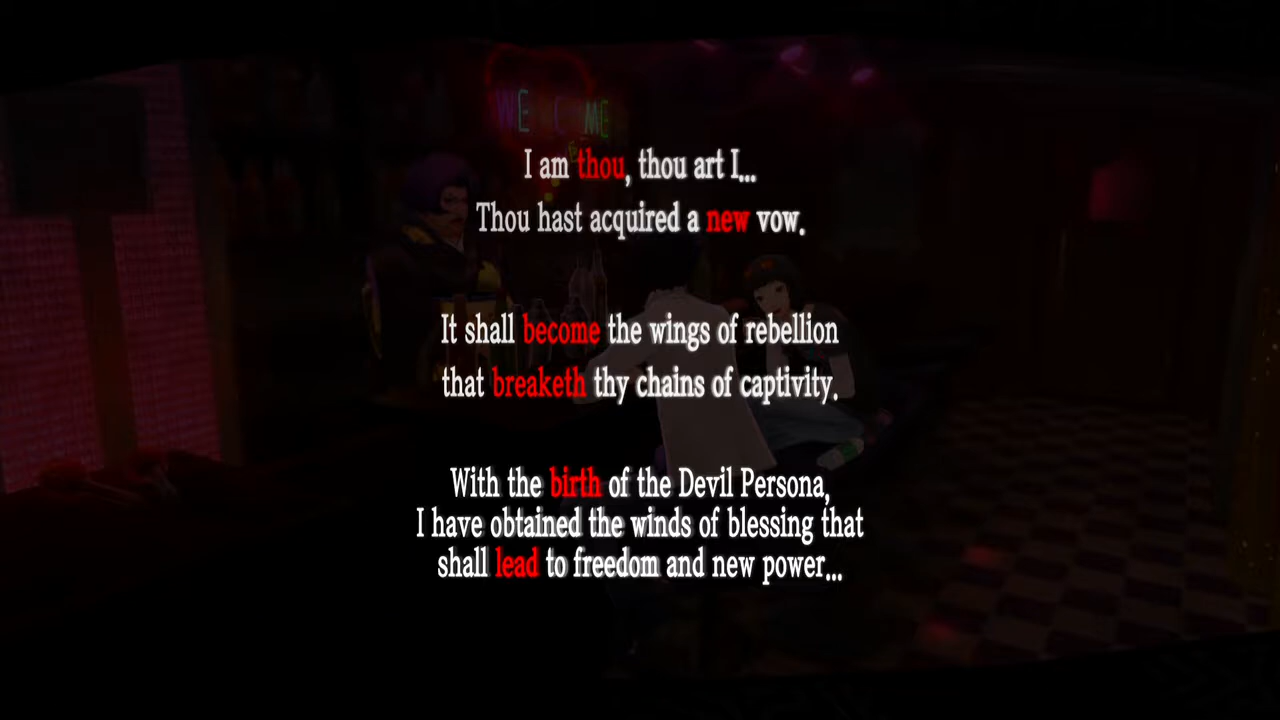 WELCOME
I am thou, thou art I...
Thou hast acquired a new vow.
It shall become the wings of rebellion
that breaketh thy chains of captivity.
With the birth of the Devil Persona,
I have obtained the winds of blessing that
shall lead to freedom and new power...